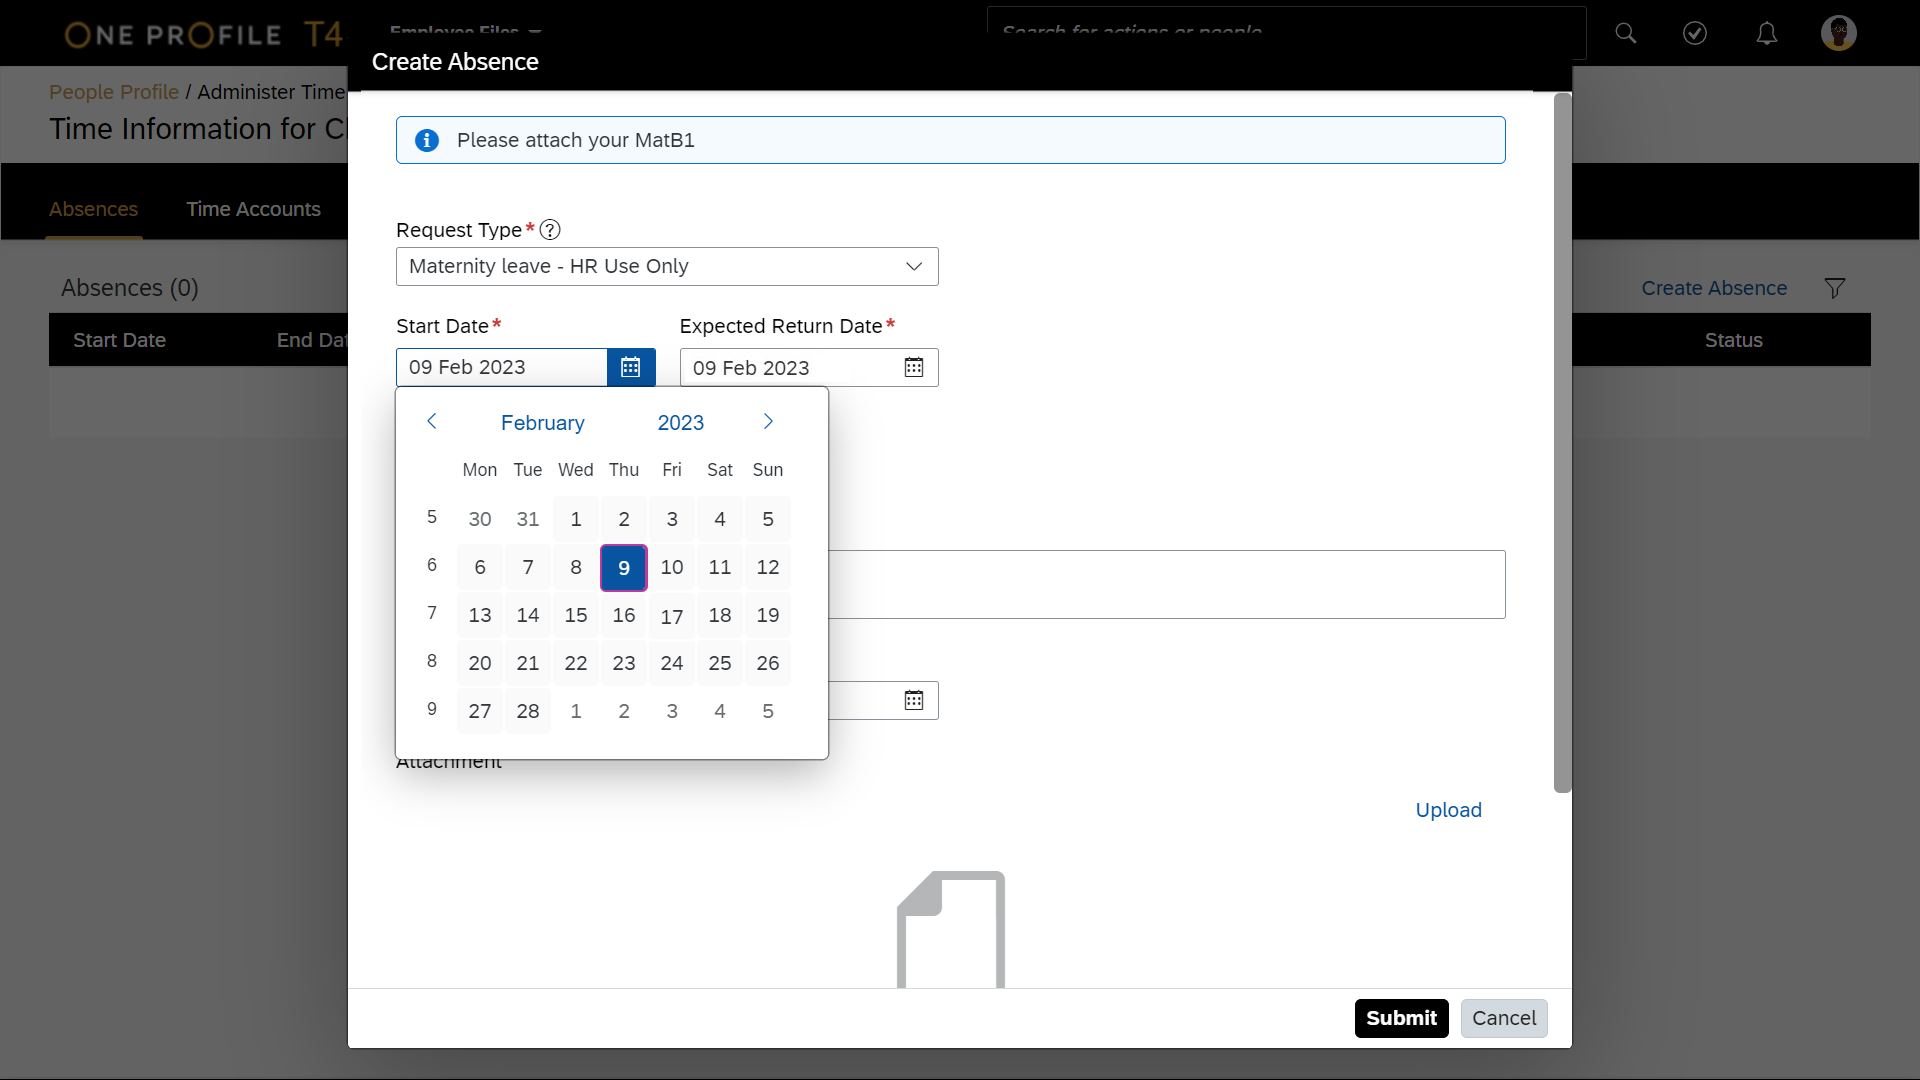 ONE PROFILE T4
Employee Files
Search for actions or people
Create Absence
People Profile / Administer Time
Time Information for
Please attach your MatB1
Absences
Time Accounts
Request Type* ?
Maternity leave - HR Use Only
Absences (0)
Create Absence
Start Date* Expected Return Date*
Start Date
End
Status
09 Feb 2023
09 Feb 2023
February 2023
Mon Tue Wed Thu Fri Sat Sun
5 30 31 1 2 3 4 5
6 6 7 8 9 10 11 12
7 13 14 15 16 17 18 19
8 20 21 22 23 24 25 26
9 27 28 1 2 3 4 5
Attachment
Upload
Submit Cancel